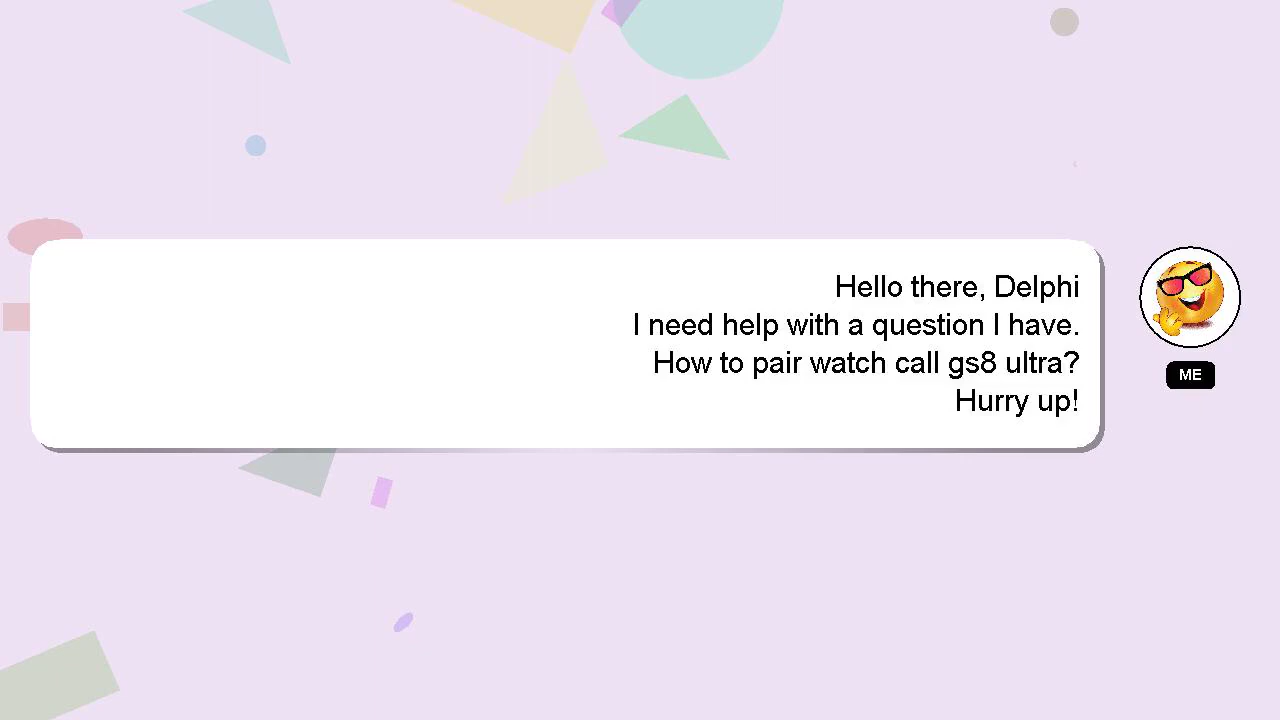 Hello there, Delphi
I need help with a question I have.
How to pair watch call gs8 ultra?
Hurry up!
ME